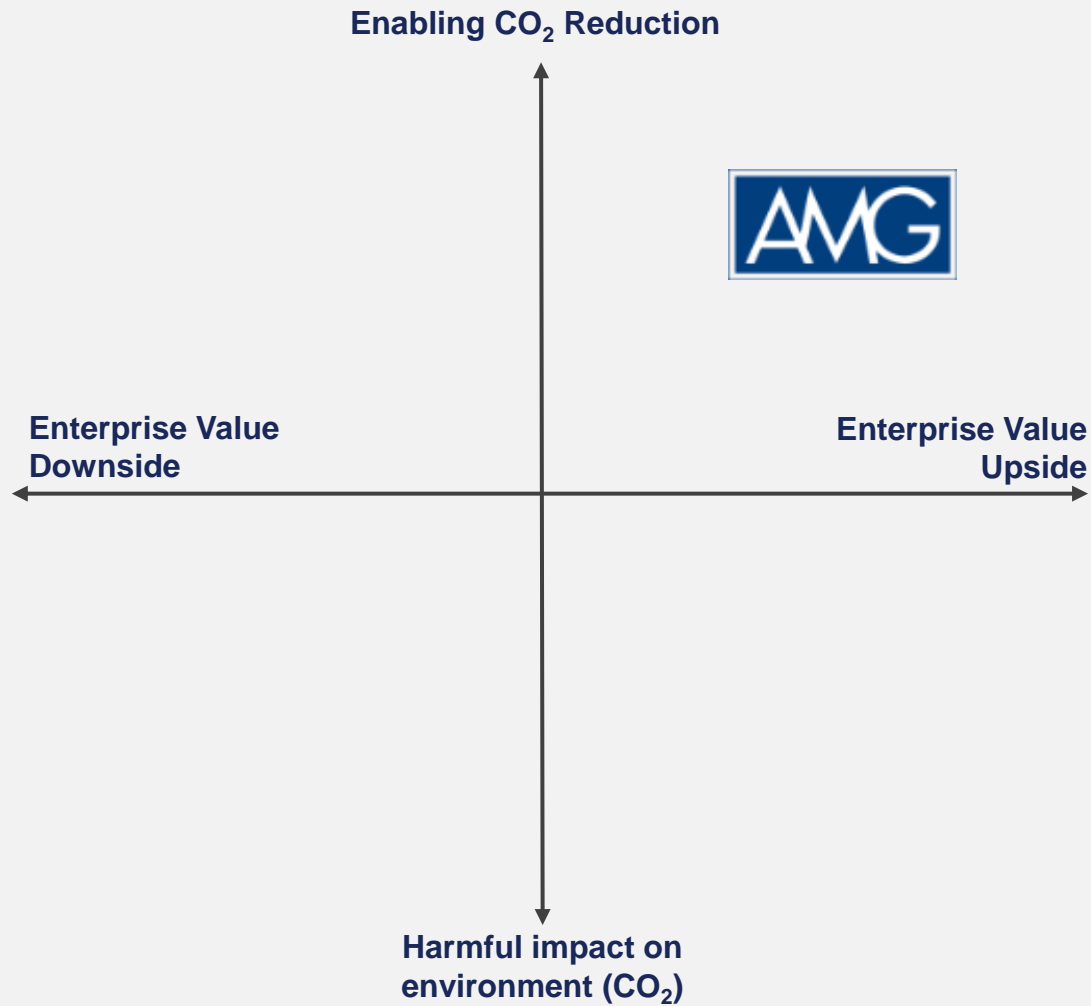 Enabling CO₂ Reduction
AMG
Enterprise Value
Downside
Enterprise Value
Upside
Harmful impact on
environment (CO₂)